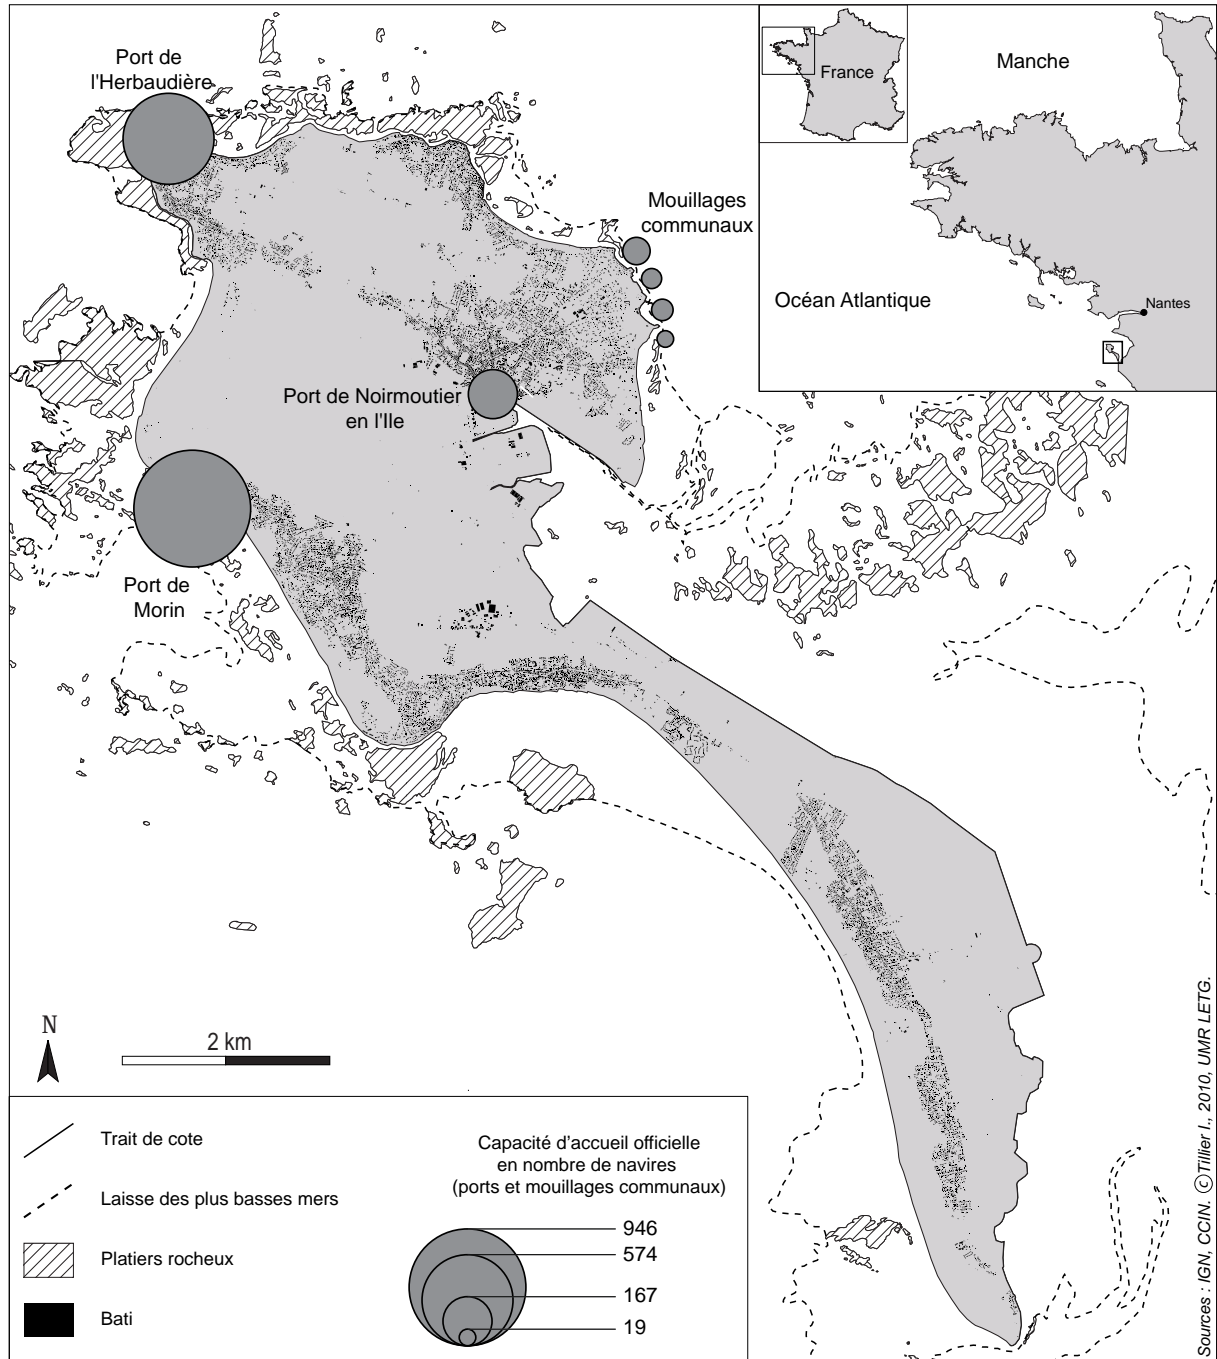 Port de
l'Herbaudière
Mouillages
communaux
Port de Noirmoutier
en l'Ile
Port de
Morin
France
Manche
Océan Atlantique
Nantes
N
2 km
Trait de cote
Laisse des plus basses mers
Platiers rocheux
Bati
Capacité d'accueil officielle
en nombre de navires
(ports et mouillages communaux)
946
574
167
19
Sources : IGN, CCIN. ©Tillier I., 2010, UMR LETG.